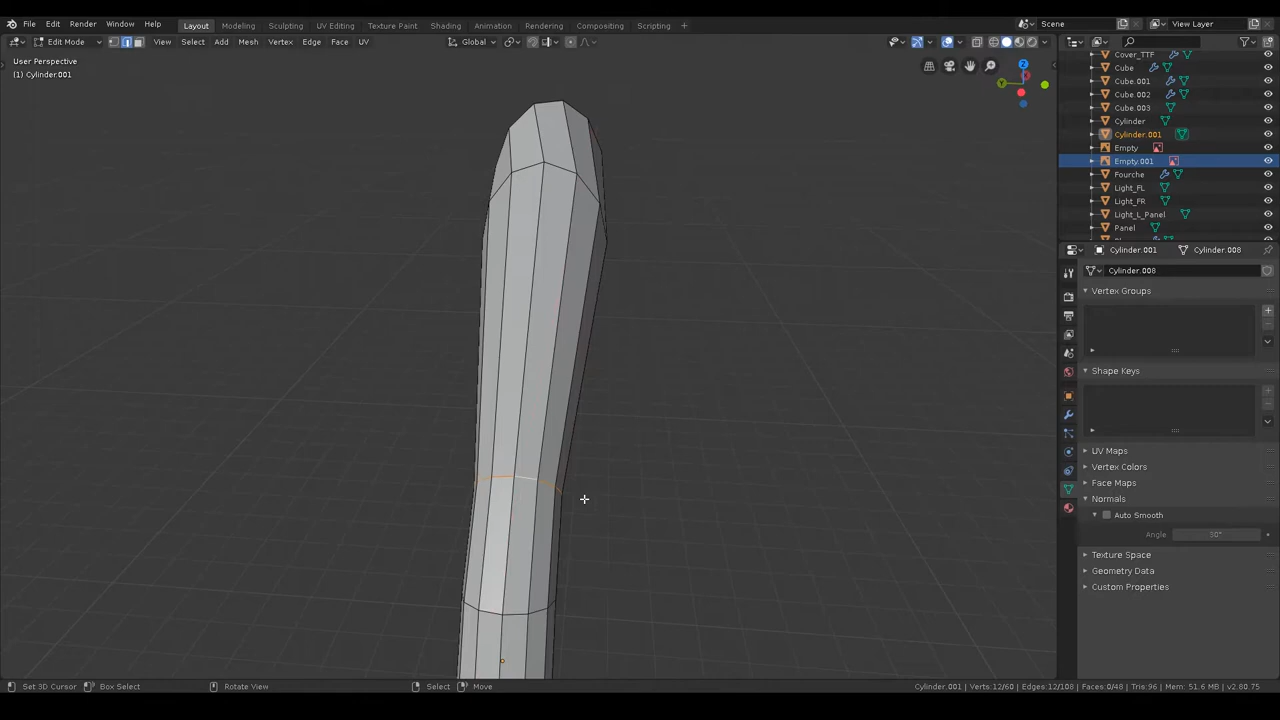 File Edit Render Window Help Layout Modeling Sculpting UV Editing Texture Paint Shading Animation Rendering Compositing Scripting + Scene View Layer
Edit Mode View Select Add Mesh Vertex Edge Face UV Global
User Perspective
(1) Cylinder.001
Z
Y
Cover_TTF
Cube
Cube.001
Cube.002
Cube.003
Cylinder
Cylinder.001
Empty
Empty.001
Fourche
Light_FL
Light_FR
Light_L_Panel
Panel
Cylinder.001 Cylinder.008
Cylinder.008
Vertex Groups
Shape Keys
UV Maps
Vertex Colors
Face Maps
Normals
Auto Smooth
Angle 30°
Texture Space
Geometry Data
Custom Properties
Set 3D Cursor Box Select Rotate View Select Move Cylinder.001 | Verts:12/60 | Edges:12/108 | Faces:0/48 | Tris:96 | Mem: 51.6 MB | v2.80.75